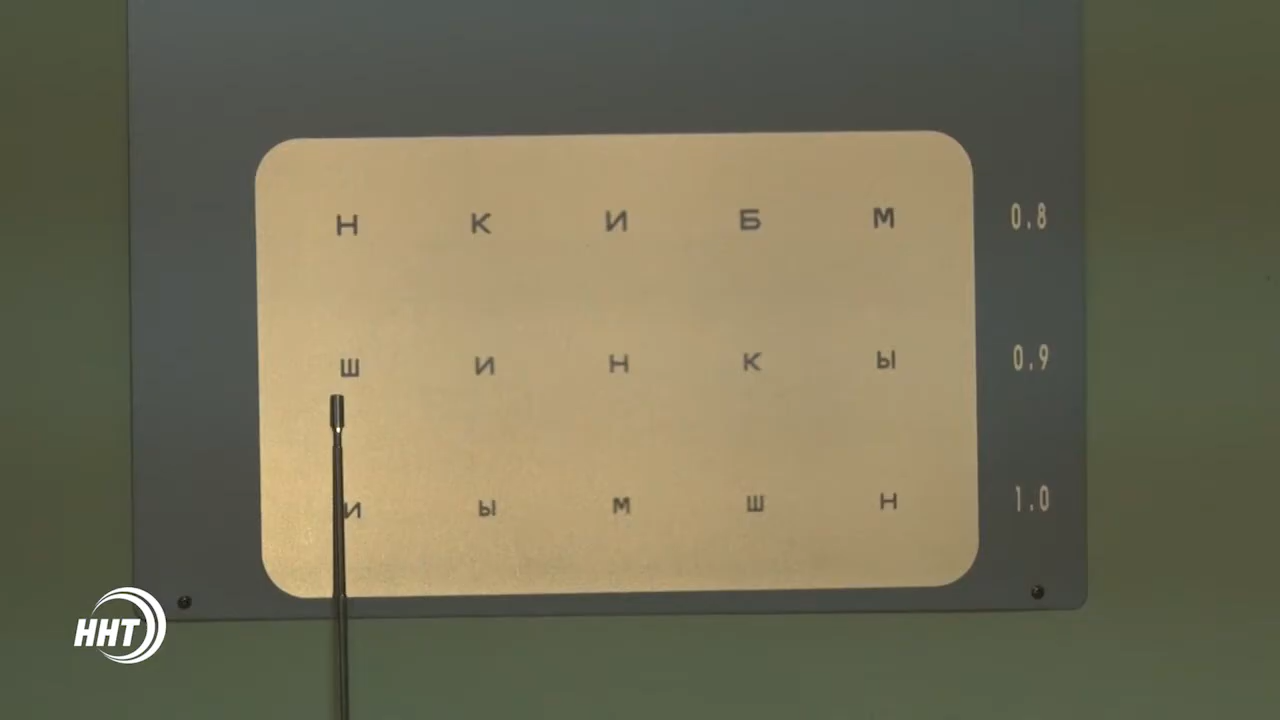 Н К И Б М 0.8
Ш И Н К Ы 0.9
И Ы М Ш Н 1.0
ННТ